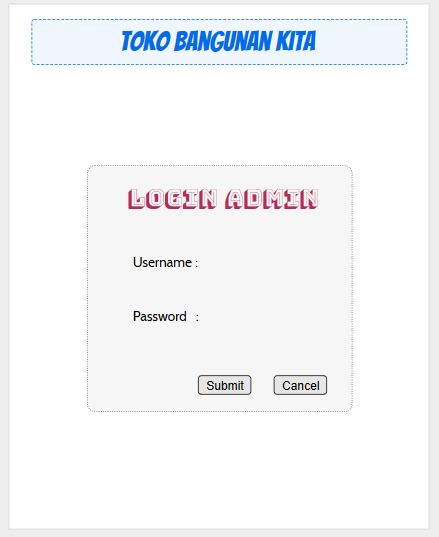 TOKO BANGUNAN KITA
LOGIN ADMIN
Username :
Password :
Submit Cancel